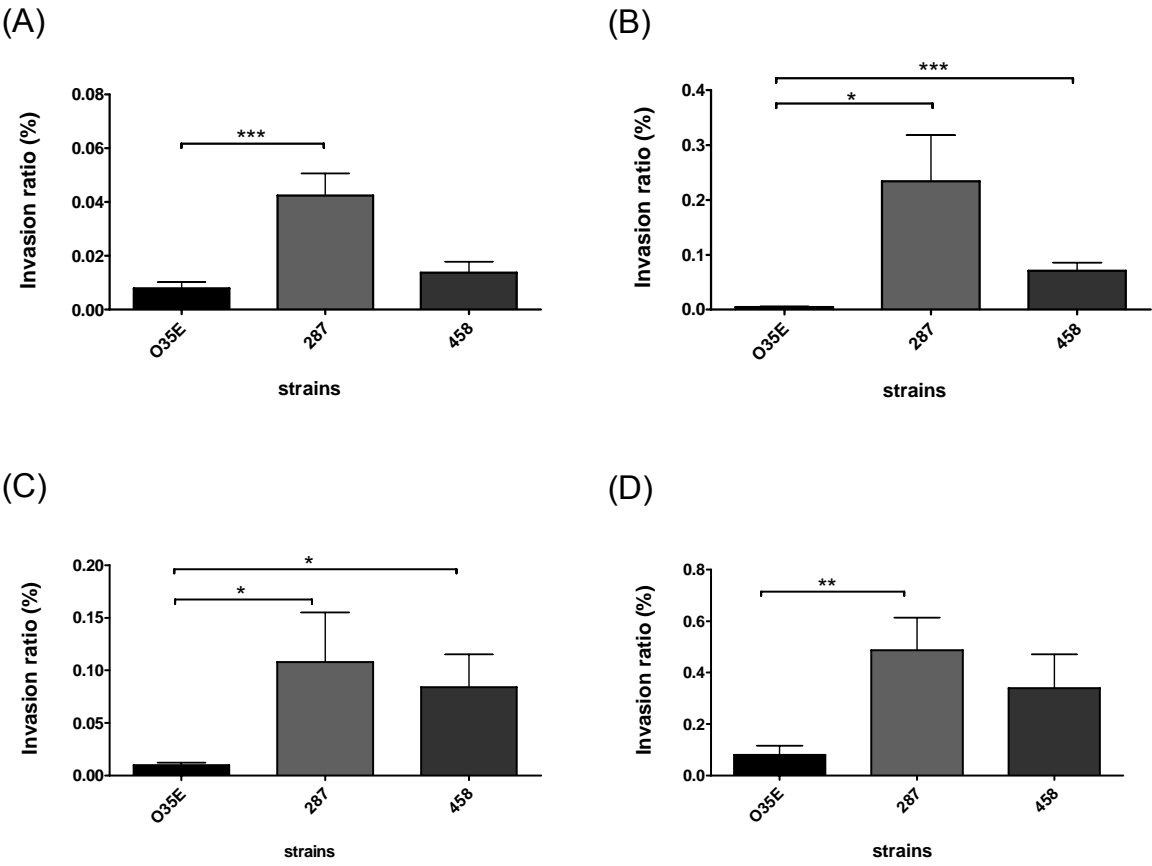 (A)
Invasion ratio (%)
0.08
0.06
0.04
0.02
0.00
***
O35E
287
458
strains
(B)
Invasion ratio (%)
0.4
0.3
0.2
0.1
0.0
***
*
O35E
287
458
strains
(C)
Invasion ratio (%)
0.20
0.15
0.10
0.05
0.00
*
*
O35E
287
458
strains
(D)
Invasion ratio (%)
0.8
0.6
0.4
0.2
0.0
**
O35E
287
458
strains